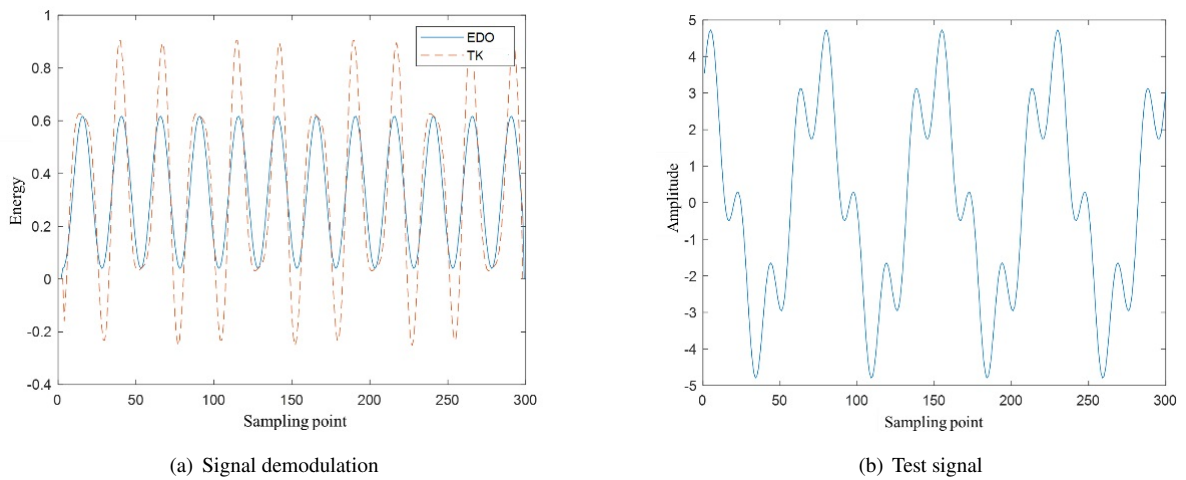 1
0.8
0.6
0.4
0.2
0
-0.2
-0.4
Energy
EDO
TK
0 50 100 150 200 250 300
Sampling point
(a) Signal demodulation
5
4
3
2
1
0
-1
-2
-3
-4
-5
Amplitude
0 50 100 150 200 250 300
Sampling point
(b) Test signal